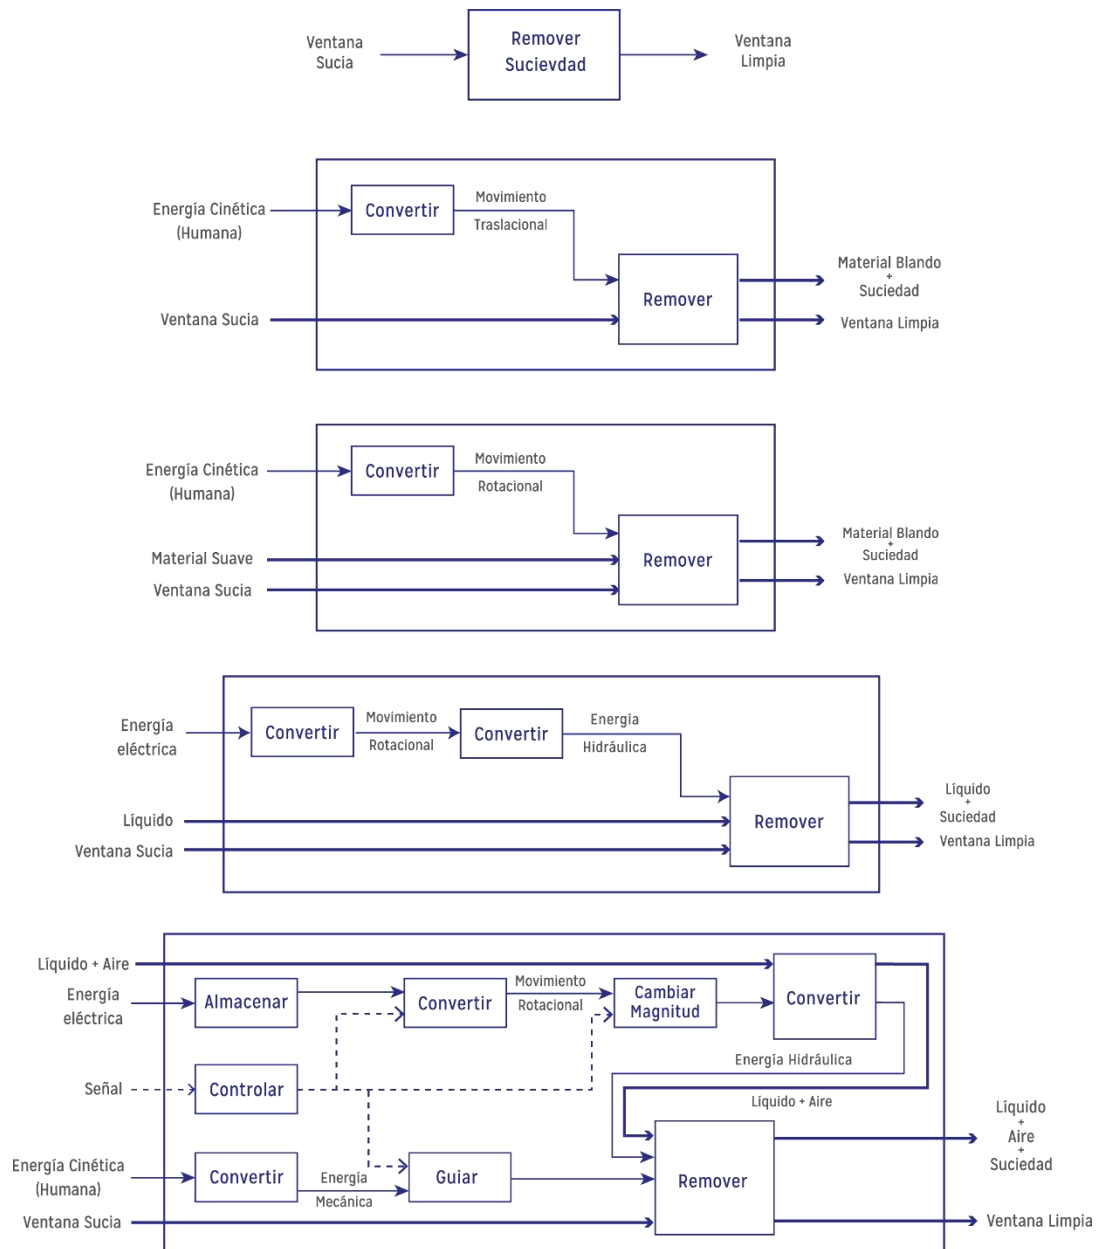 Ventana
Sucia
Remover
Sucievdad
Ventana
Limpia
Energía Cinética
(Humana)
Convertir
Movimiento
Traslacional
Ventana Sucia
Remover
Material Blando
+
Suciedad
Ventana Limpia
Energía Cinética
(Humana)
Convertir
Movimiento
Rotacional
Material Suave
Ventana Sucia
Remover
Material Blando
+
Suciedad
Ventana Limpia
Energía
eléctrica
Convertir
Movimiento
Rotacional
Convertir
Energía
Hidráulica
Líquido
Ventana Sucia
Remover
Líquido
+
Suciedad
Ventana Limpia
Líquido + Aire
Energía
eléctrica
Almacenar
Convertir
Movimiento
Rotacional
Cambiar
Magnitud
Convertir
Energía Hidráulica
Líquido + Aire
Señal
Controlar
Energía Cinética
(Humana)
Convertir
Energía
Mecánica
Guiar
Remover
Ventana Sucia
Líquido
+
Aire
+
Suciedad
Ventana Limpia